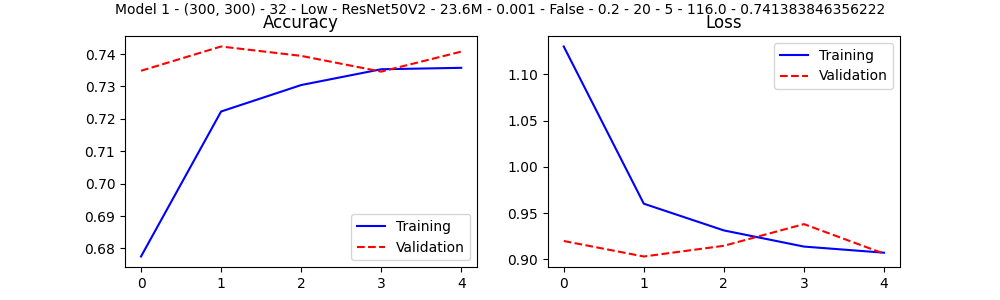 Model 1 - (300, 300) - 32 - Low - ResNet50V2 - 23.6M - 0.001 - False - 0.2 - 20 - 5 - 116.0 - 0.741383846356222
Accuracy
0.74
0.73
0.72
0.71
0.70
0.69
0.68
Training
Validation
0 1 2 3 4
Loss
1.10
1.05
1.00
0.95
0.90
Training
Validation
0 1 2 3 4